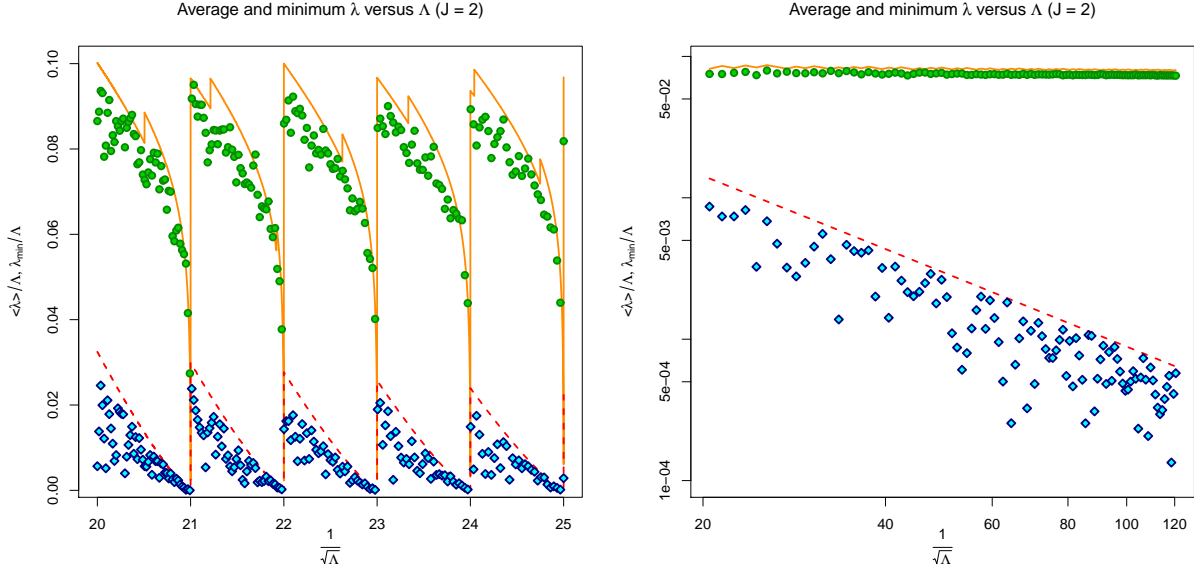 Average and minimum λ versus Λ (J = 2)
<λ>/Λ, λmin/Λ
0.10
0.08
0.06
0.04
0.02
0.00
20 21 22 23 24 25
1
√Λ
Average and minimum λ versus Λ (J = 2)
<λ>/Λ, λmin/Λ
5e−02
5e−03
5e−04
1e−04
20 40 60 80 100 120
1
√Λ